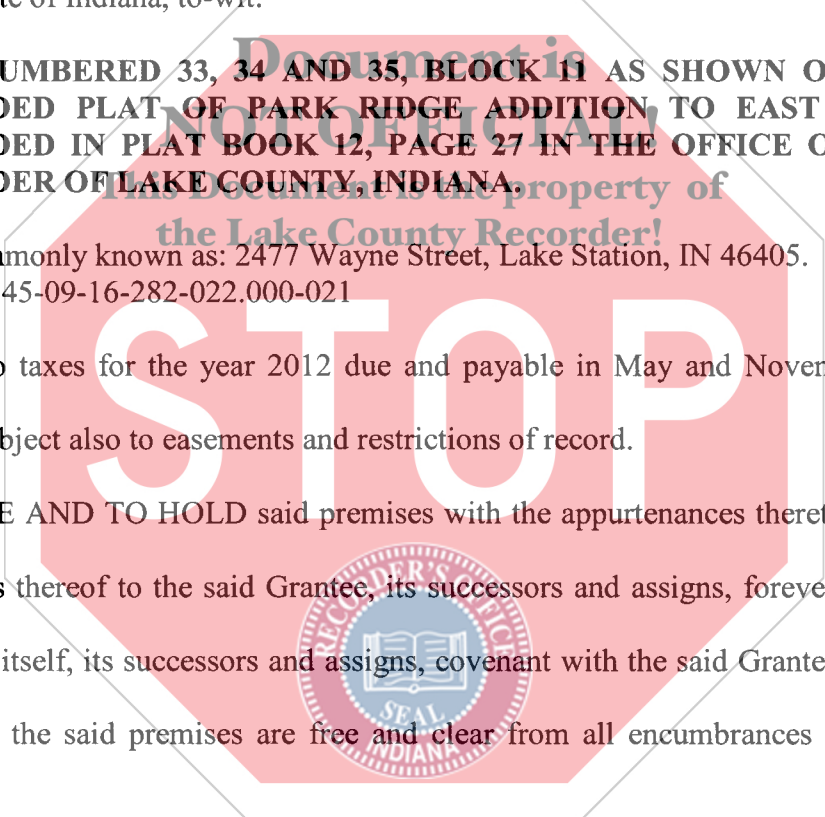 te of Indiana, to-wit:
Document is
UMBERED 33, 34 AND 35, BLOCK 11 AS SHOWN O
DED PLAT OF PARK RIDGE ADDITION TO EAST
NOT OFFICIAL!
DED IN PLAT BOOK 12, PAGE 27 IN THE OFFICE O
DER OF LAKE COUNTY, INDIANA.
This Document is the property of
the Lake County Recorder!
mmonly known as: 2477 Wayne Street, Lake Station, IN 46405.
45-09-16-282-022.000-021
STOP
o taxes for the year 2012 due and payable in May and Noven
bject also to easements and restrictions of record.
E AND TO HOLD said premises with the appurtenances theret
s thereof to the said Grantee, its successors and assigns, foreve
itself, its successors and assigns, covenant with the said Grante
the said premises are free and clear from all encumbrances
RECORDER'S OFFICE
SEAL
INDIANA